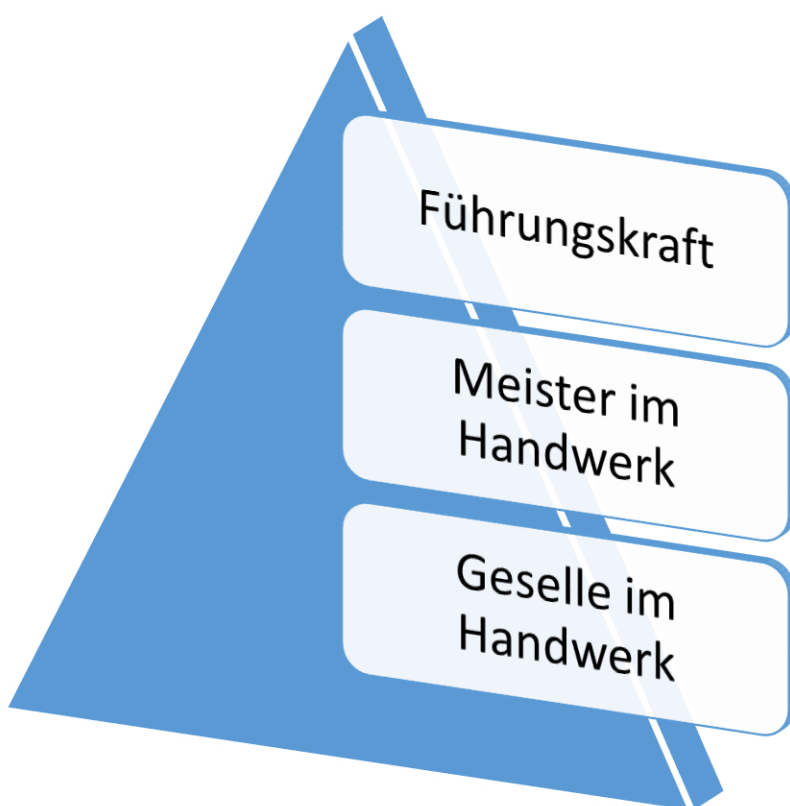 Führungskraft
Meister im
Handwerk
Geselle im
Handwerk